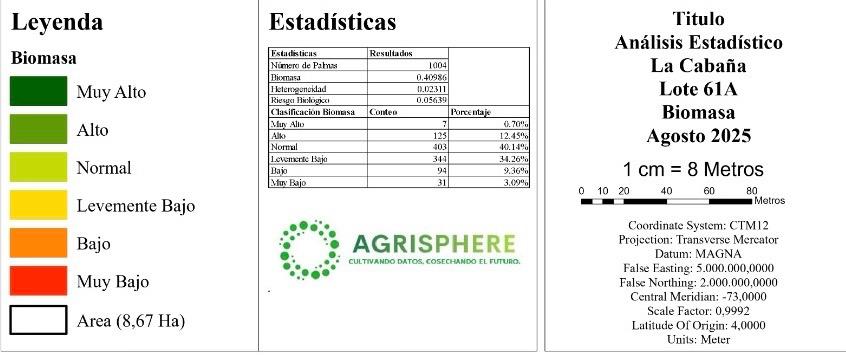 Leyenda
Biomasa
Muy Alto
Alto
Normal
Levemente Bajo
Bajo
Muy Bajo
Area (8,67 Ha)
Estadísticas
Estadísticas Resultados
Número de Palmas 1004
Biomasa 0.40986
Heterogeneidad 0.02311
Riesgo Biológico 0.05639
Clasificación Biomasa Conteo Porcentaje
Muy Alto 7 0.70%
Alto 125 12.45%
Normal 403 40.14%
Levemente Bajo 344 34.26%
Bajo 94 9.36%
Muy Bajo 31 3.09%
AGRISPHERE
CULTIVANDO DATOS, COSECHANDO EL FUTURO.
Titulo
Análisis Estadístico
La Cabaña
Lote 61A
Biomasa
Agosto 2025
1 cm = 8 Metros
0 10 20 40 60 80
Metros
Coordinate System: CTM12
Projection: Transverse Mercator
Datum: MAGNA
False Easting: 5.000.000,0000
False Northing: 2.000.000,0000
Central Meridian: -73,0000
Scale Factor: 0,9992
Latitude Of Origin: 4,0000
Units: Meter